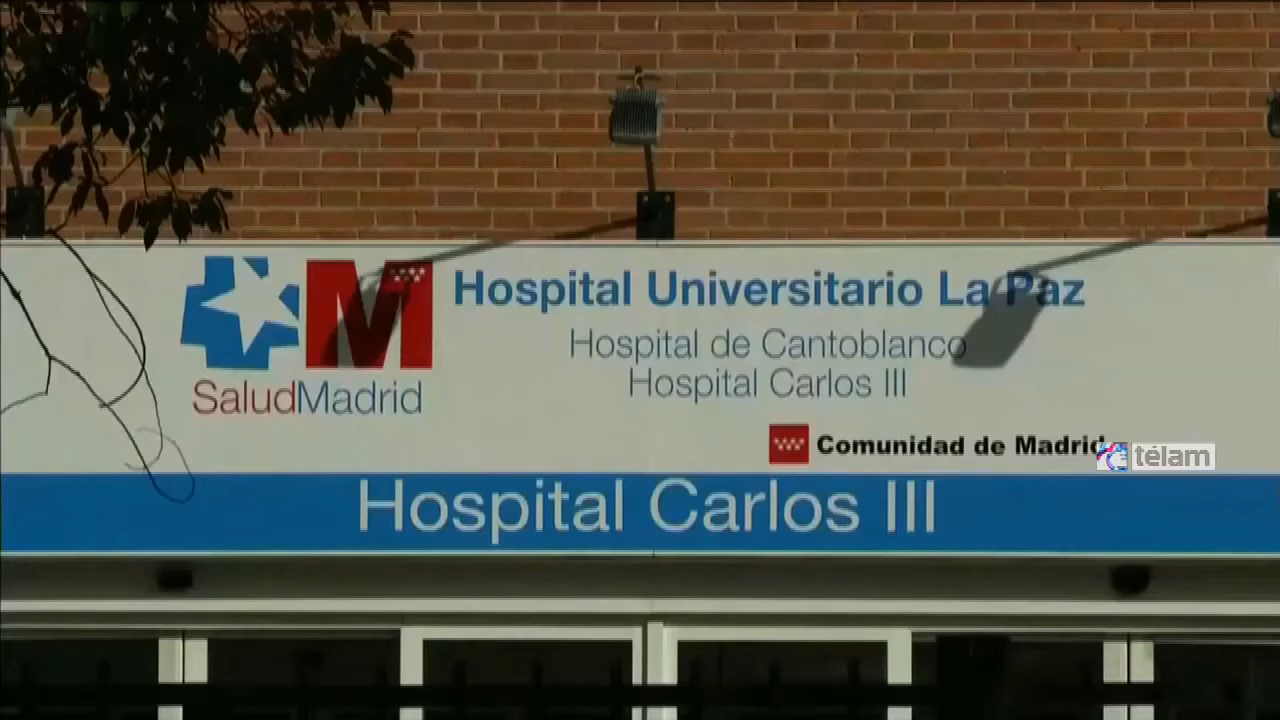 M
Hospital Universitario La Paz
Hospital de Cantoblanco
Hospital Carlos III
SaludMadrid
Comunidad de Madrid
télam
Hospital Carlos III